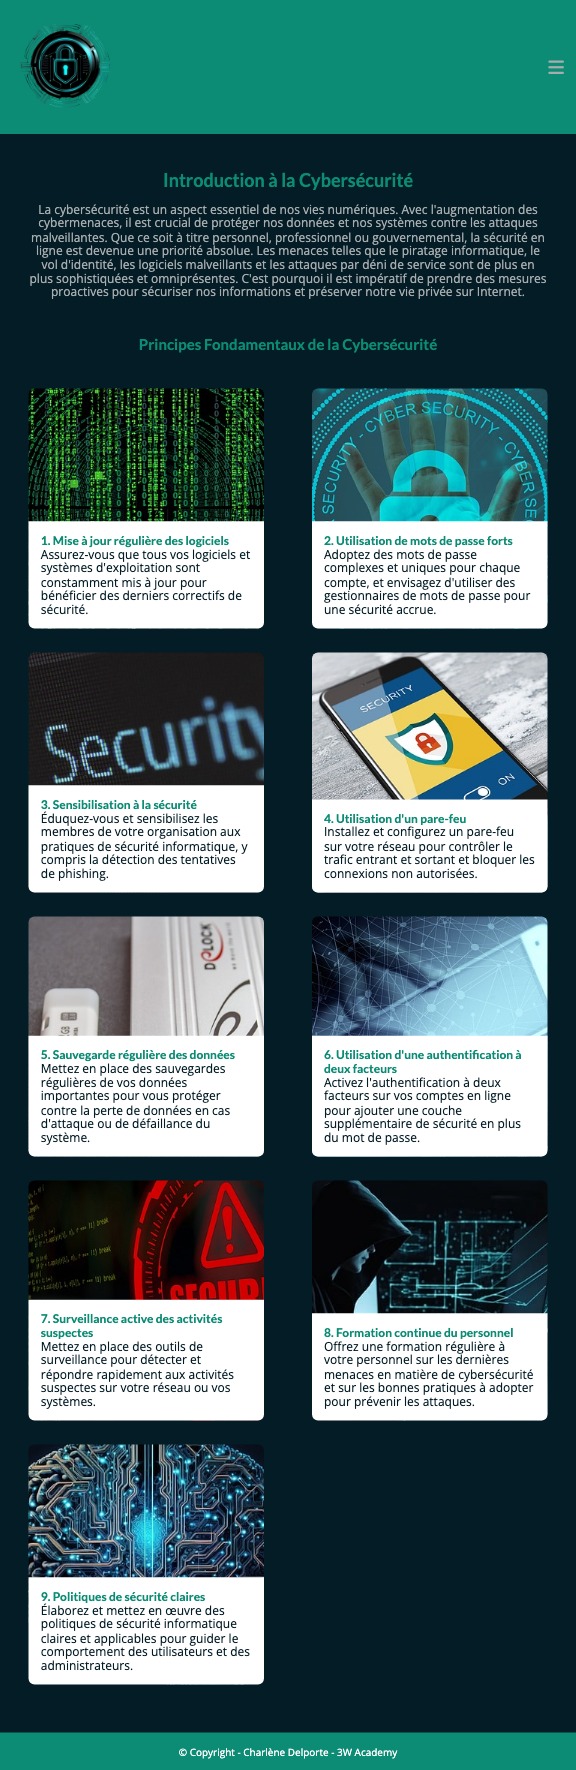 Introduction à la Cybersécurité
La cybersécurité est un aspect essentiel de nos vies numériques. Avec l'augmentation des
cybermenaces, il est crucial de protéger nos données et nos systèmes contre les attaques
malveillantes. Que ce soit à titre personnel, professionnel ou gouvernemental, la sécurité en
ligne est devenue une priorité absolue. Les menaces telles que le piratage informatique, le
vol d'identité, les logiciels malveillants et les attaques par déni de service sont de plus en
plus sophistiquées et omniprésentes. C'est pourquoi il est impératif de prendre des mesures
proactives pour sécuriser nos informations et préserver notre vie privée sur Internet.
Principes Fondamentaux de la Cybersécurité
1. Mise à jour régulière des logiciels
Assurez-vous que tous vos logiciels et
systèmes d'exploitation sont
constamment mis à jour pour
bénéficier des derniers correctifs de
sécurité.
SECURITY - CYBER SECURITY - CYBER SE
2. Utilisation de mots de passe forts
Adoptez des mots de passe
complexes et uniques pour chaque
compte, et envisagez d'utiliser des
gestionnaires de mots de passe pour
une sécurité accrue.
Security
3. Sensibilisation à la sécurité
Éduquez-vous et sensibilisez les
membres de votre organisation aux
pratiques de sécurité informatique, y
compris la détection des tentatives
de phishing.
SECURITY
ON
4. Utilisation d'un pare-feu
Installez et configurez un pare-feu
sur votre réseau pour contrôler le
trafic entrant et sortant et bloquer les
connexions non autorisées.
DELOCK
5. Sauvegarde régulière des données
Mettez en place des sauvegardes
régulières de vos données
importantes pour vous protéger
contre la perte de données en cas
d'attaque ou de défaillance du
système.
6. Utilisation d'une authentification à
deux facteurs
Activez l'authentification à deux
facteurs sur vos comptes en ligne
pour ajouter une couche
supplémentaire de sécurité en plus
du mot de passe.
SECUR
7. Surveillance active des activités
suspectes
Mettez en place des outils de
surveillance pour détecter et
répondre rapidement aux activités
suspectes sur votre réseau ou vos
systèmes.
8. Formation continue du personnel
Offrez une formation régulière à
votre personnel sur les dernières
menaces en matière de cybersécurité
et sur les bonnes pratiques à adopter
pour prévenir les attaques.
9. Politiques de sécurité claires
Élaborez et mettez en œuvre des
politiques de sécurité informatique
claires et applicables pour guider le
comportement des utilisateurs et des
administrateurs.
© Copyright - Charlène Delporte - 3W Academy